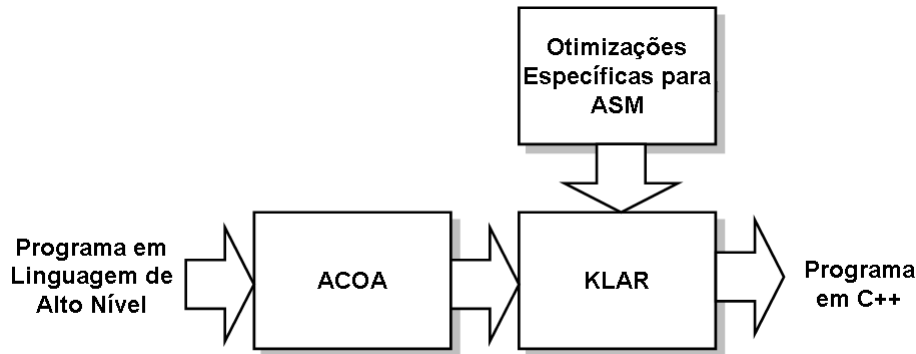 Otimizações
Específicas para
ASM
Programa em
Linguagem de
Alto Nível
ACOA
KLAR
Programa
em C++